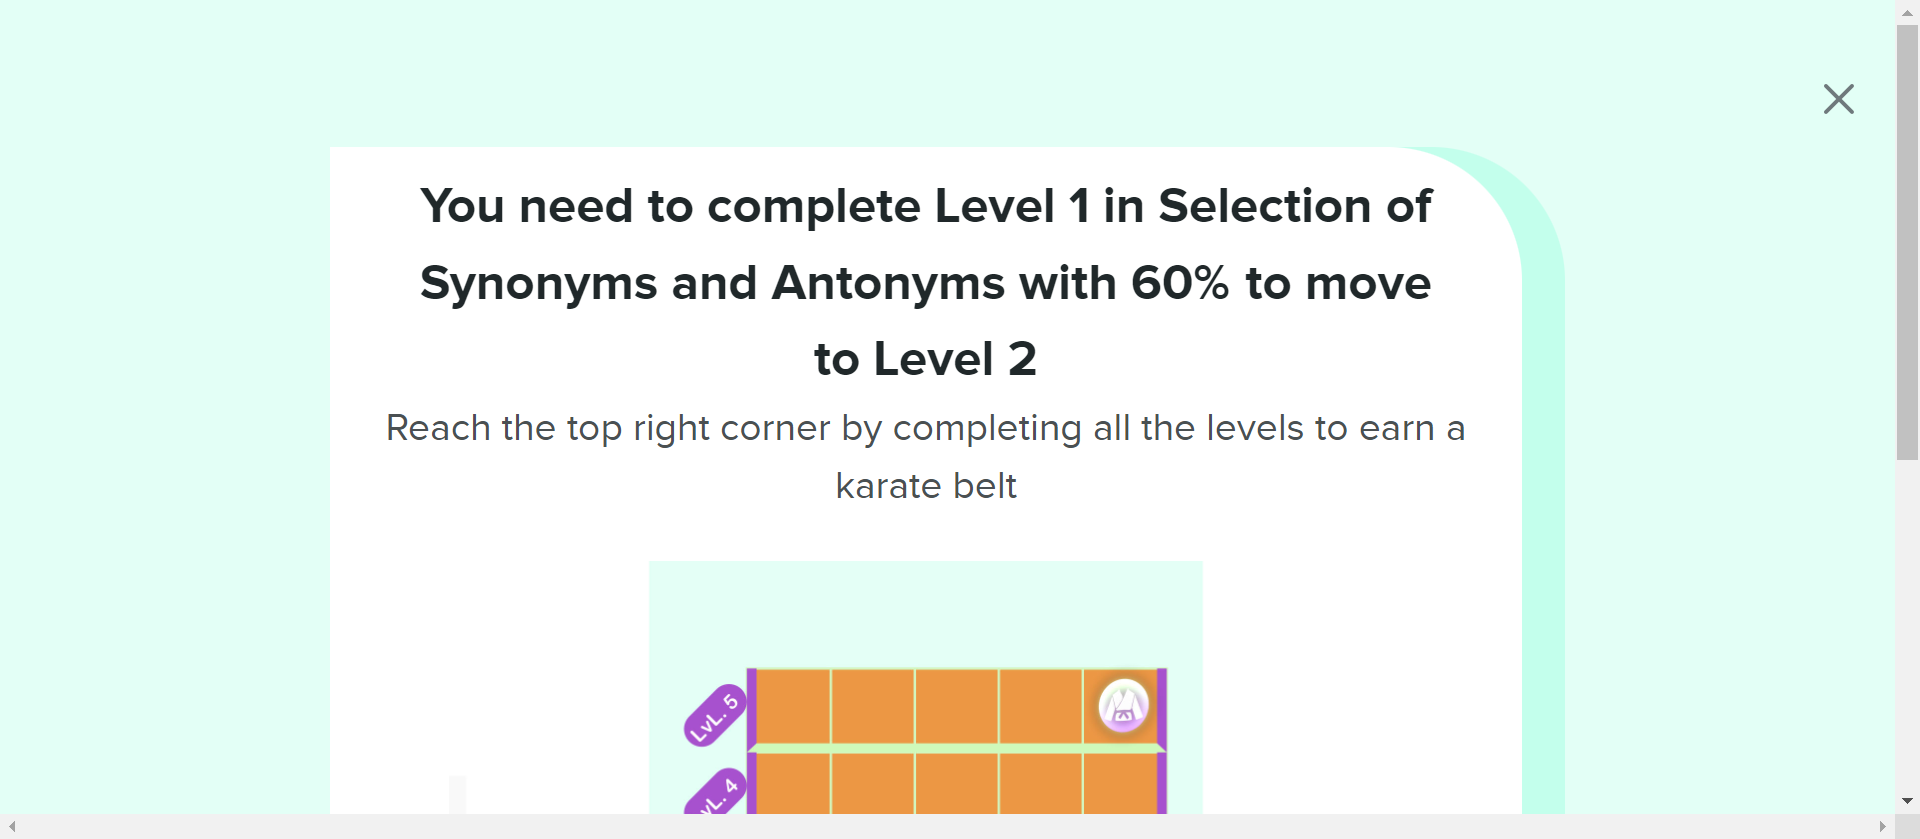 You need to complete Level 1 in Selection of
Synonyms and Antonyms with 60% to move
to Level 2
Reach the top right corner by completing all the levels to earn a
karate belt
LvL. 5
LvL. 4